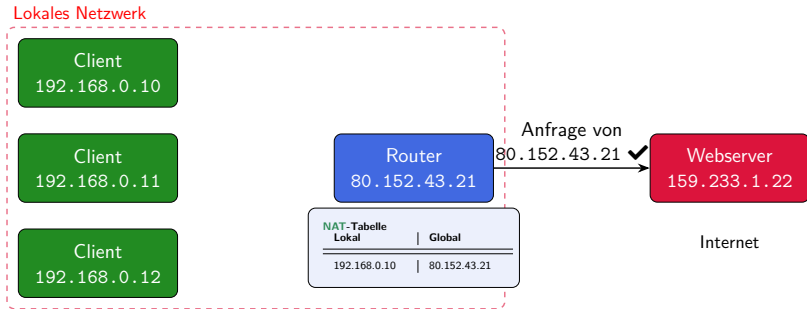 Lokales Netzwerk
Client
192.168.0.10
Client
192.168.0.11
Client
192.168.0.12
Router
80.152.43.21
NAT-Tabelle
Lokal | Global
192.168.0.10 | 80.152.43.21
Anfrage von
80.152.43.21 ✔
Webserver
159.233.1.22
Internet